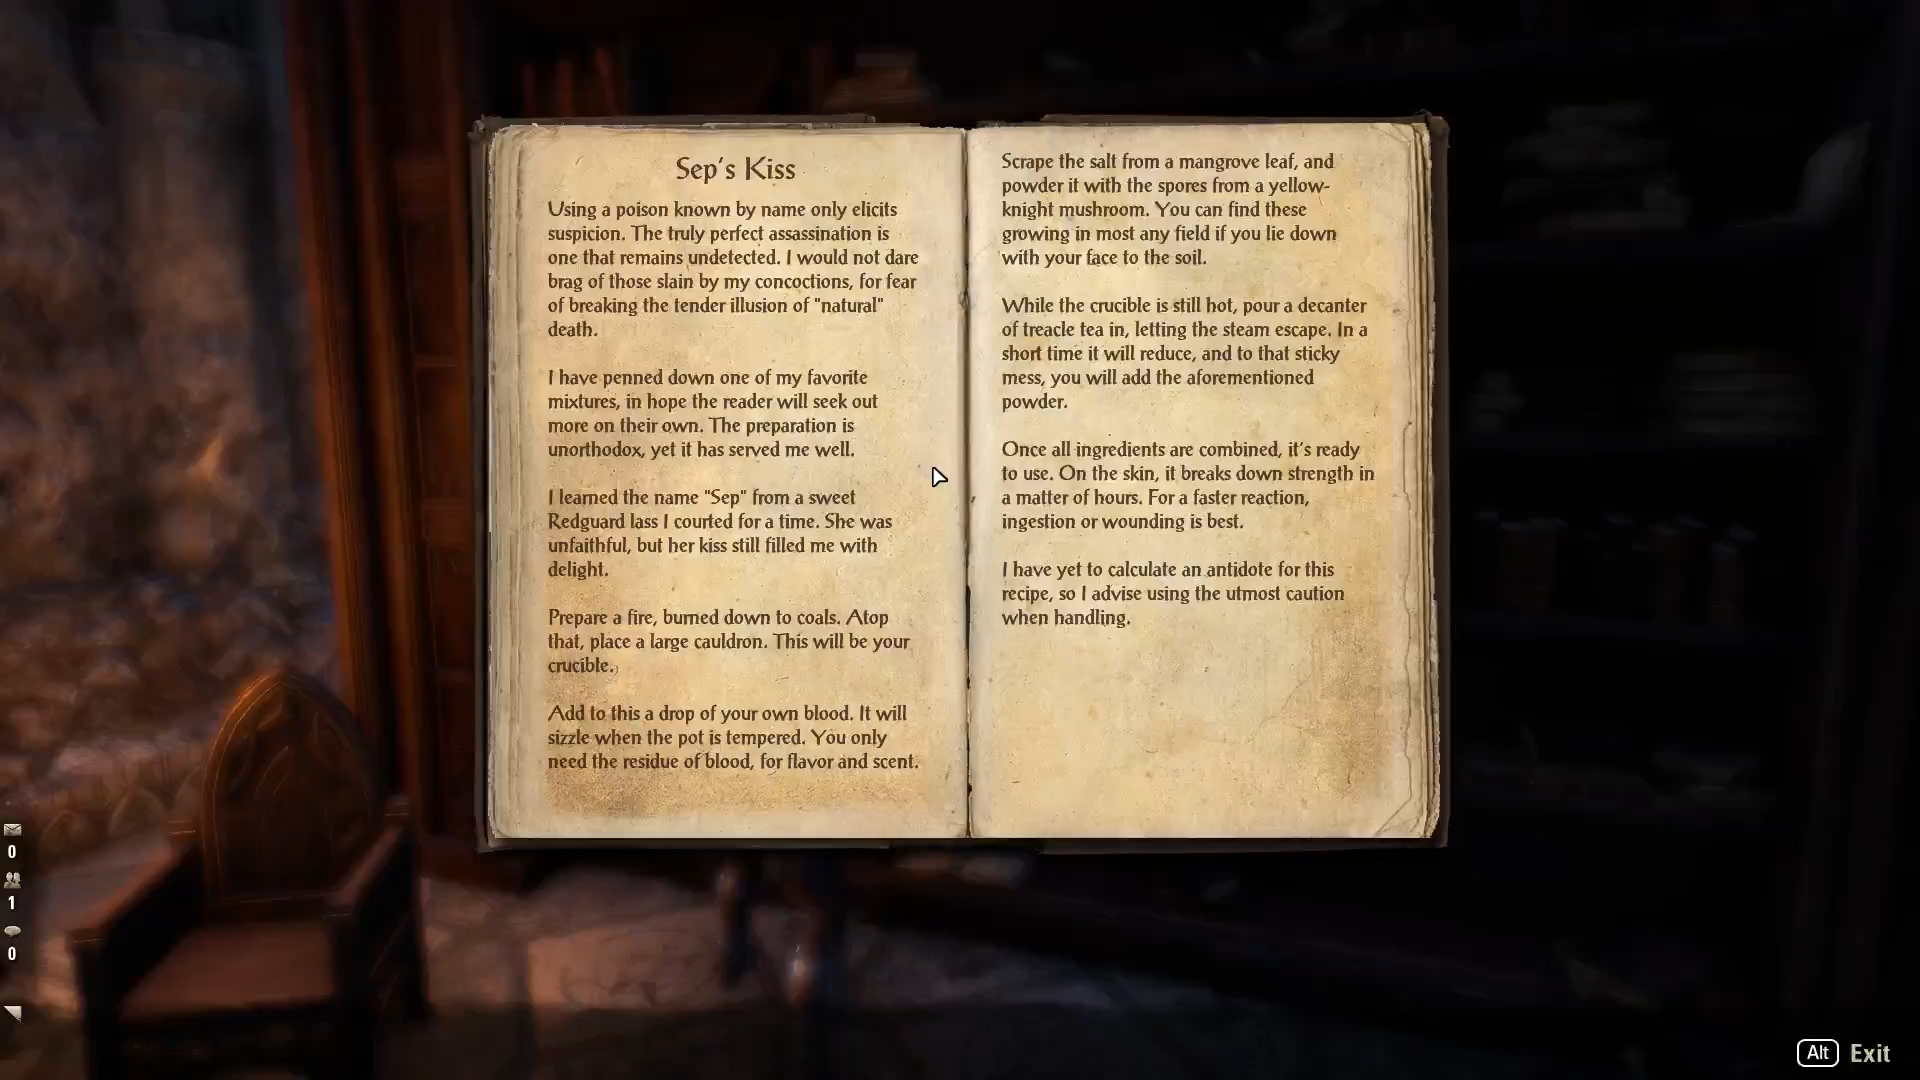 Sep's Kiss
Using a poison known by name only elicits
suspicion. The truly perfect assassination is
one that remains undetected. I would not dare
brag of those slain by my concoctions, for fear
of breaking the tender illusion of "natural"
death.
I have penned down one of my favorite
mixtures, in hope the reader will seek out
more on their own. The preparation is
unorthodox, yet it has served me well.
I learned the name "Sep" from a sweet
Redguard lass I courted for a time. She was
unfaithful, but her kiss still filled me with
delight.
Prepare a fire, burned down to coals. Atop
that, place a large cauldron. This will be your
crucible.
Add to this a drop of your own blood. It will
sizzle when the pot is tempered. You only
need the residue of blood, for flavor and scent.
Scrape the salt from a mangrove leaf, and
powder it with the spores from a yellow-
knight mushroom. You can find these
growing in most any field if you lie down
with your face to the soil.
While the crucible is still hot, pour a decanter
of treacle tea in, letting the steam escape. In a
short time it will reduce, and to that sticky
mess, you will add the aforementioned
powder.
Once all ingredients are combined, it's ready
to use. On the skin, it breaks down strength in
a matter of hours. For a faster reaction,
ingestion or wounding is best.
I have yet to calculate an antidote for this
recipe, so I advise using the utmost caution
when handling.
0
1
0
Alt Exit